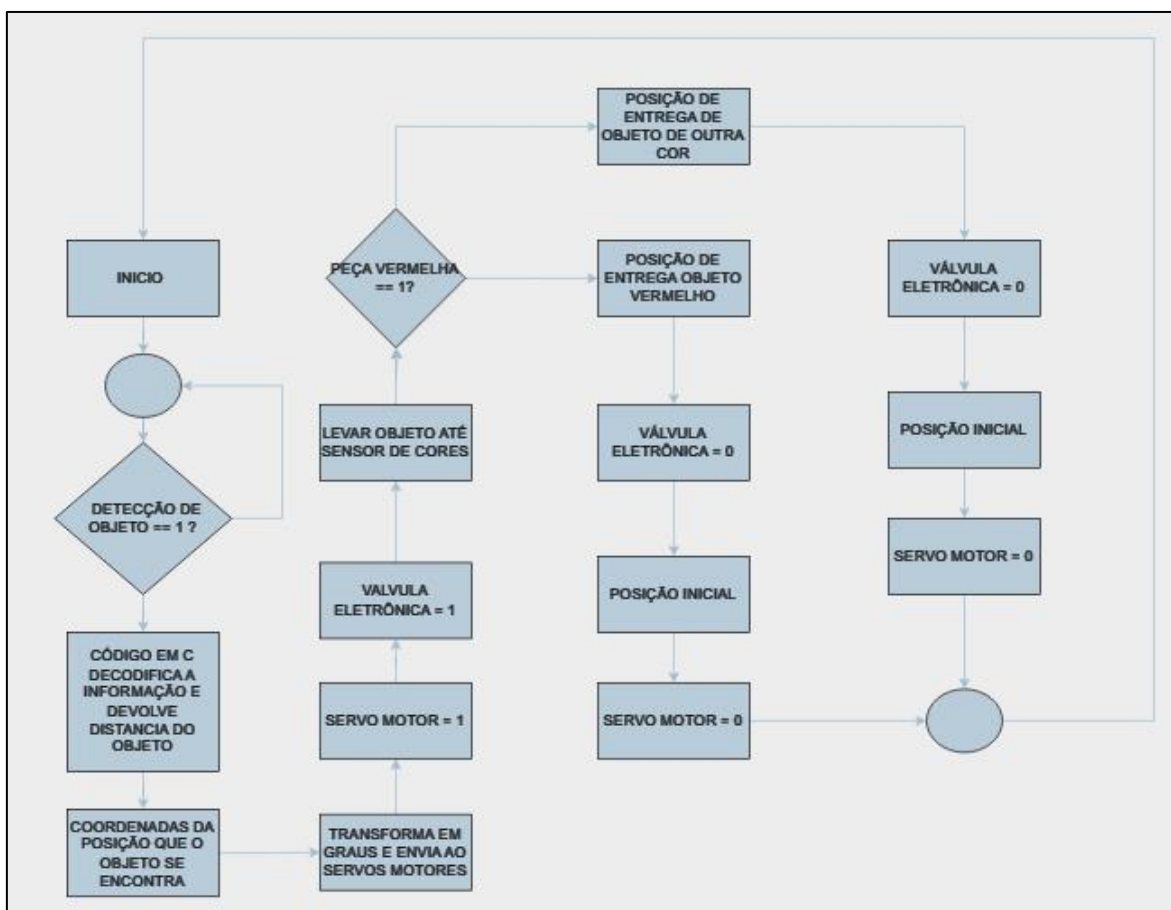 INICIO
DETECÇÃO DE
OBJETO == 1 ?
CÓDIGO EM C
DECODIFICA A
INFORMAÇÃO E
DEVOLVE
DISTANCIA DO
OBJETO
COORDENADAS DA
POSIÇÃO QUE O
OBJETO SE
ENCONTRA
TRANSFORMA EM
GRAUS E ENVIA AO
SERVOS MOTORES
SERVO MOTOR = 1
VALVULA
ELETRÔNICA = 1
LEVAR OBJETO ATÉ
SENSOR DE CORES
PEÇA VERMELHA
== 1?
POSIÇÃO DE
ENTREGA DE
OBJETO DE OUTRA
COR
POSIÇÃO DE
ENTREGA OBJETO
VERMELHO
VÁLVULA
ELETRÔNICA = 0
POSIÇÃO INICIAL
SERVO MOTOR = 0
VÁLVULA
ELETRÔNICA = 0
POSIÇÃO INICIAL
SERVO MOTOR = 0